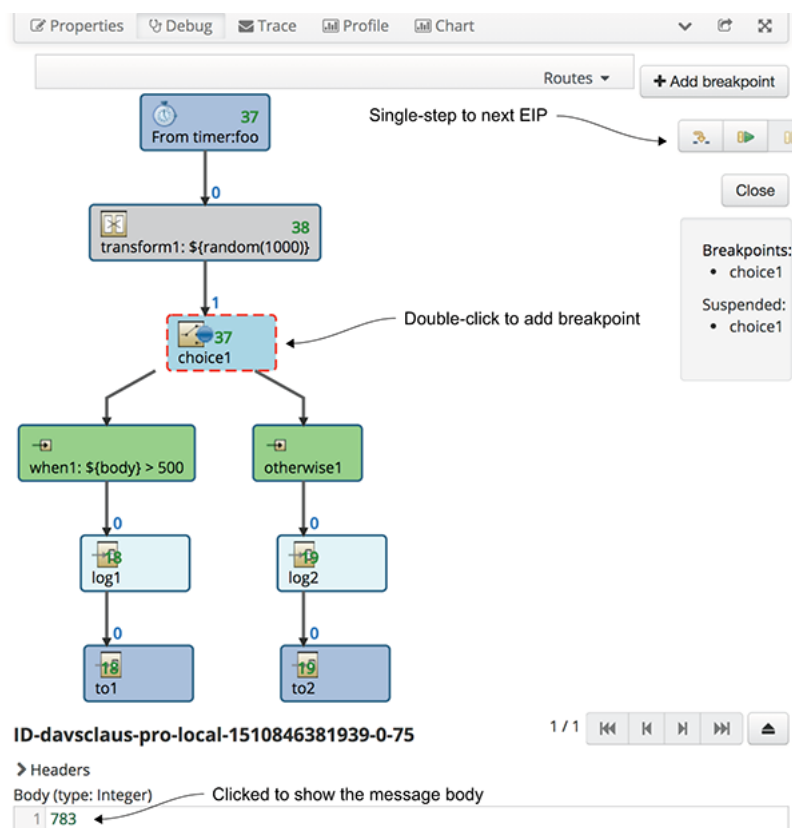 Properties Debug Trace Profile Chart
Routes
+ Add breakpoint
37
From timer:foo
Single-step to next EIP
0
Close
38
transform1: ${random(1000)}
Breakpoints:
• choice1
Suspended:
• choice1
1
37
choice1
Double-click to add breakpoint
when1: ${body} > 500
otherwise1
0 0
18 19
log1 log2
0 0
18 19
to1 to2
ID-davsclaus-pro-local-1510846381939-0-75
1 / 1
Headers
Body (type: Integer)
Clicked to show the message body
1 783